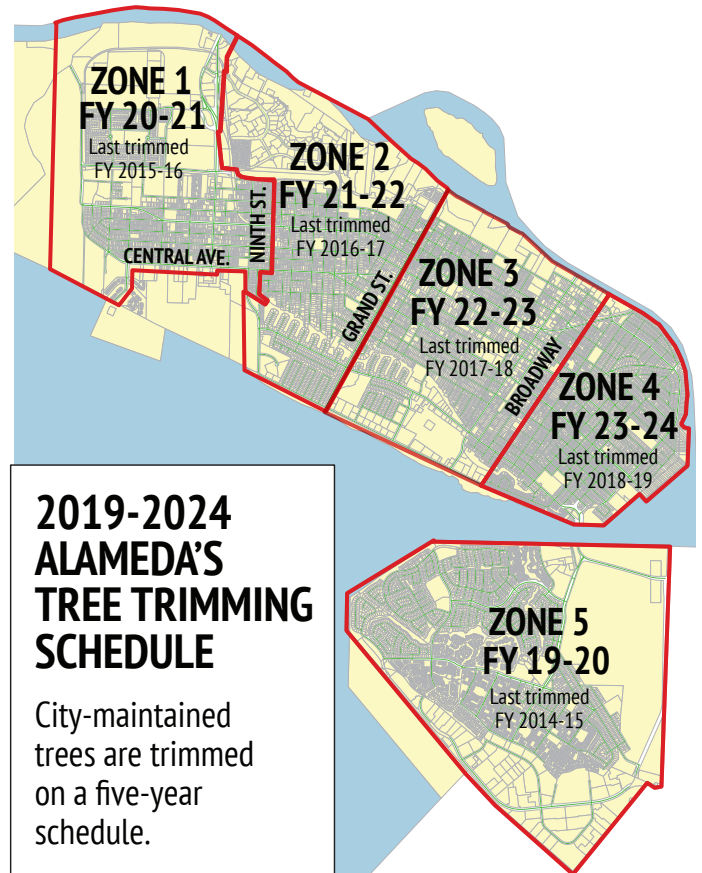 ZONE 1
FY 20-21
Last trimmed
FY 2015-16
ZONE 2
FY 21-22
Last trimmed
FY 2016-17
NINTH ST.
CENTRAL AVE.
GRAND ST.
ZONE 3
FY 22-23
Last trimmed
FY 2017-18
BROADWAY
ZONE 4
FY 23-24
Last trimmed
FY 2018-19
2019-2024
ALAMEDA'S
TREE TRIMMING
SCHEDULE
City-maintained
trees are trimmed
on a five-year
schedule.
ZONE 5
FY 19-20
Last trimmed
FY 2014-15